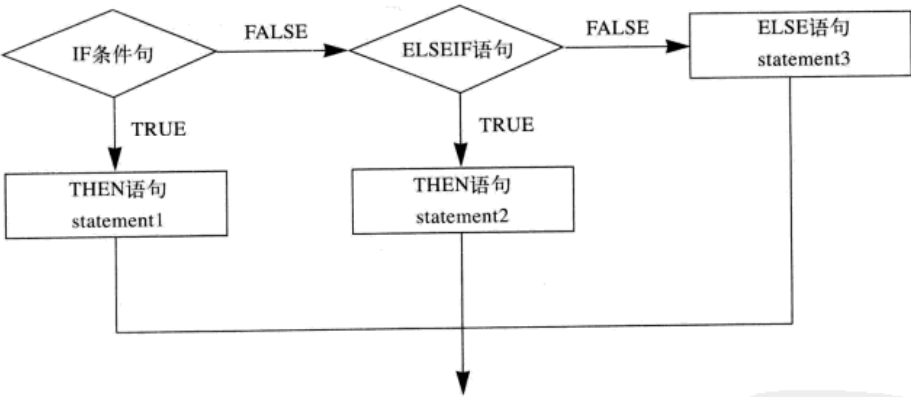 IF条件句
FALSE
ELSEIF语句
FALSE
ELSE语句
statement3
TRUE
TRUE
THEN语句
statement1
THEN语句
statement2